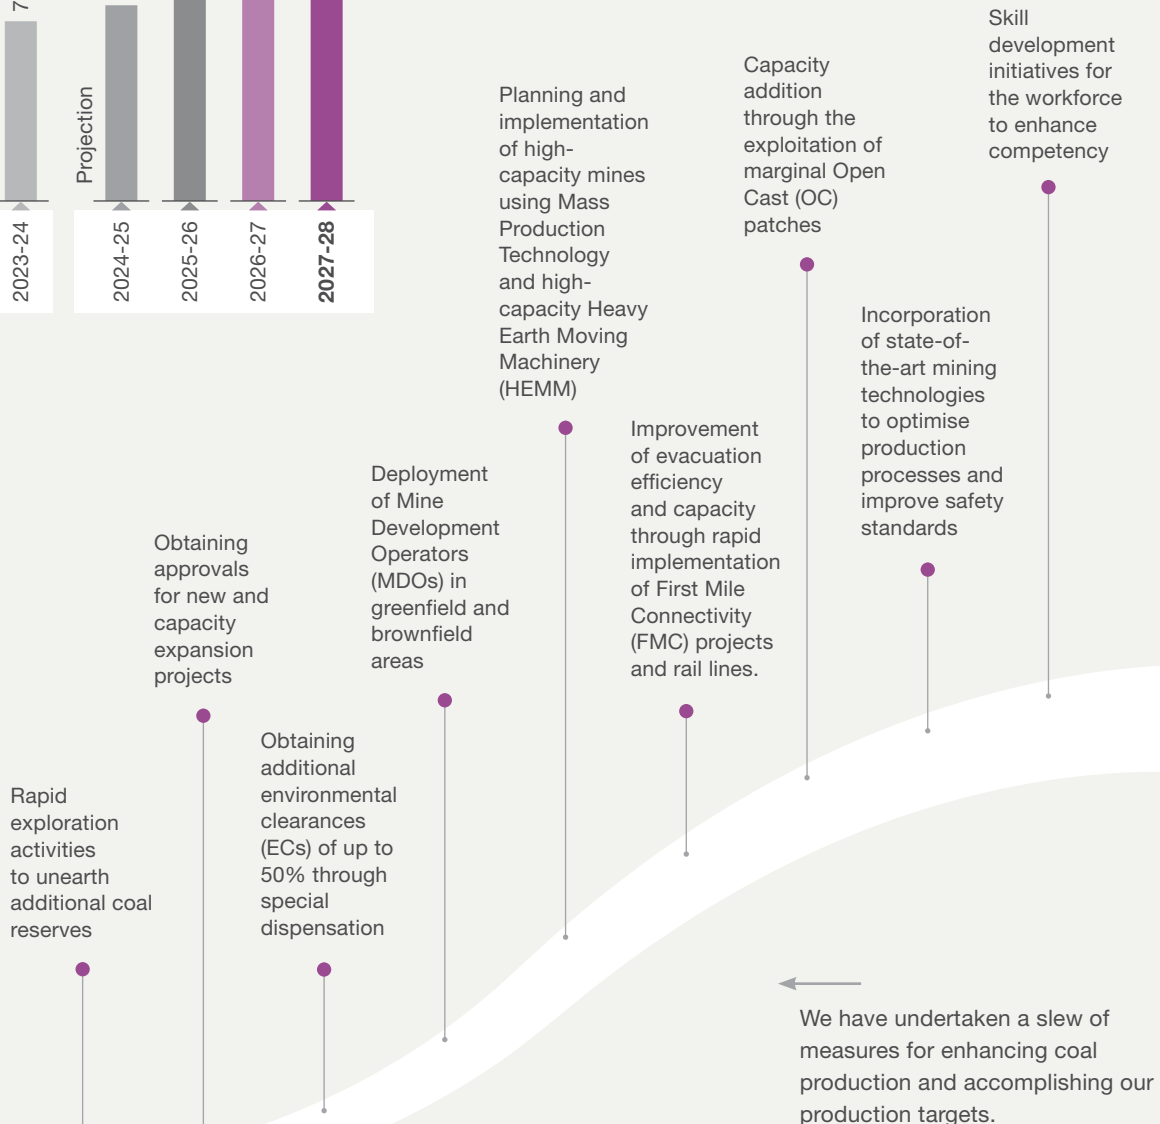 7
Projection
2023-24
2024-25
2025-26
2026-27
2027-28
Rapid
exploration
activities
to unearth
additional coal
reserves
Obtaining
approvals
for new and
capacity
expansion
projects
Obtaining
additional
environmental
clearances
(ECs) of up to
50% through
special
dispensation
Deployment
of Mine
Development
Operators
(MDOs) in
greenfield and
brownfield
areas
Planning and
implementation
of high-
capacity mines
using Mass
Production
Technology
and high-
capacity Heavy
Earth Moving
Machinery
(HEMM)
Improvement
of evacuation
efficiency
and capacity
through rapid
implementation
of First Mile
Connectivity
(FMC) projects
and rail lines.
Capacity
addition
through the
exploitation of
marginal Open
Cast (OC)
patches
Incorporation
of state-of-
the-art mining
technologies
to optimise
production
processes and
improve safety
standards
Skill
development
initiatives for
the workforce
to enhance
competency
We have undertaken a slew of
measures for enhancing coal
production and accomplishing our
production targets.